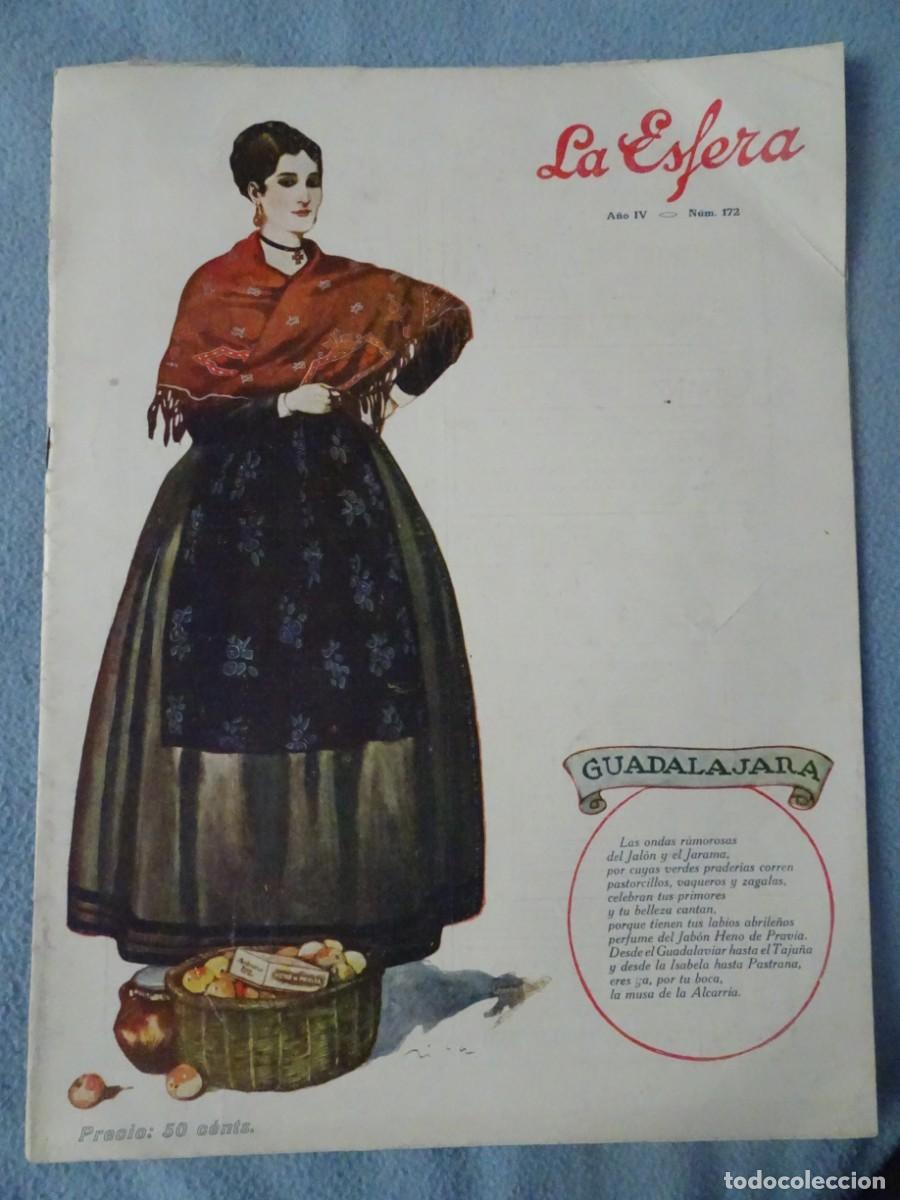 La Esfera
Año IV Núm. 172
GUADALAJARA
Las ondas rumorosas
del Jalón y el Jarama,
por cuyas verdes praderías corren
pastorcillos, vaqueros y zagalas,
celebran tus primores
y tu belleza cantan,
porque tienen tus labios abrileños
perfume del Jabón Heno de Pravia.
Desde el Guadalaviar hasta el Tajuña
y desde la Isabela hasta Pastrana,
eres ya, por tu boca,
la musa de la Alcarria.
Precio: 50 cénts.
todocoleccion